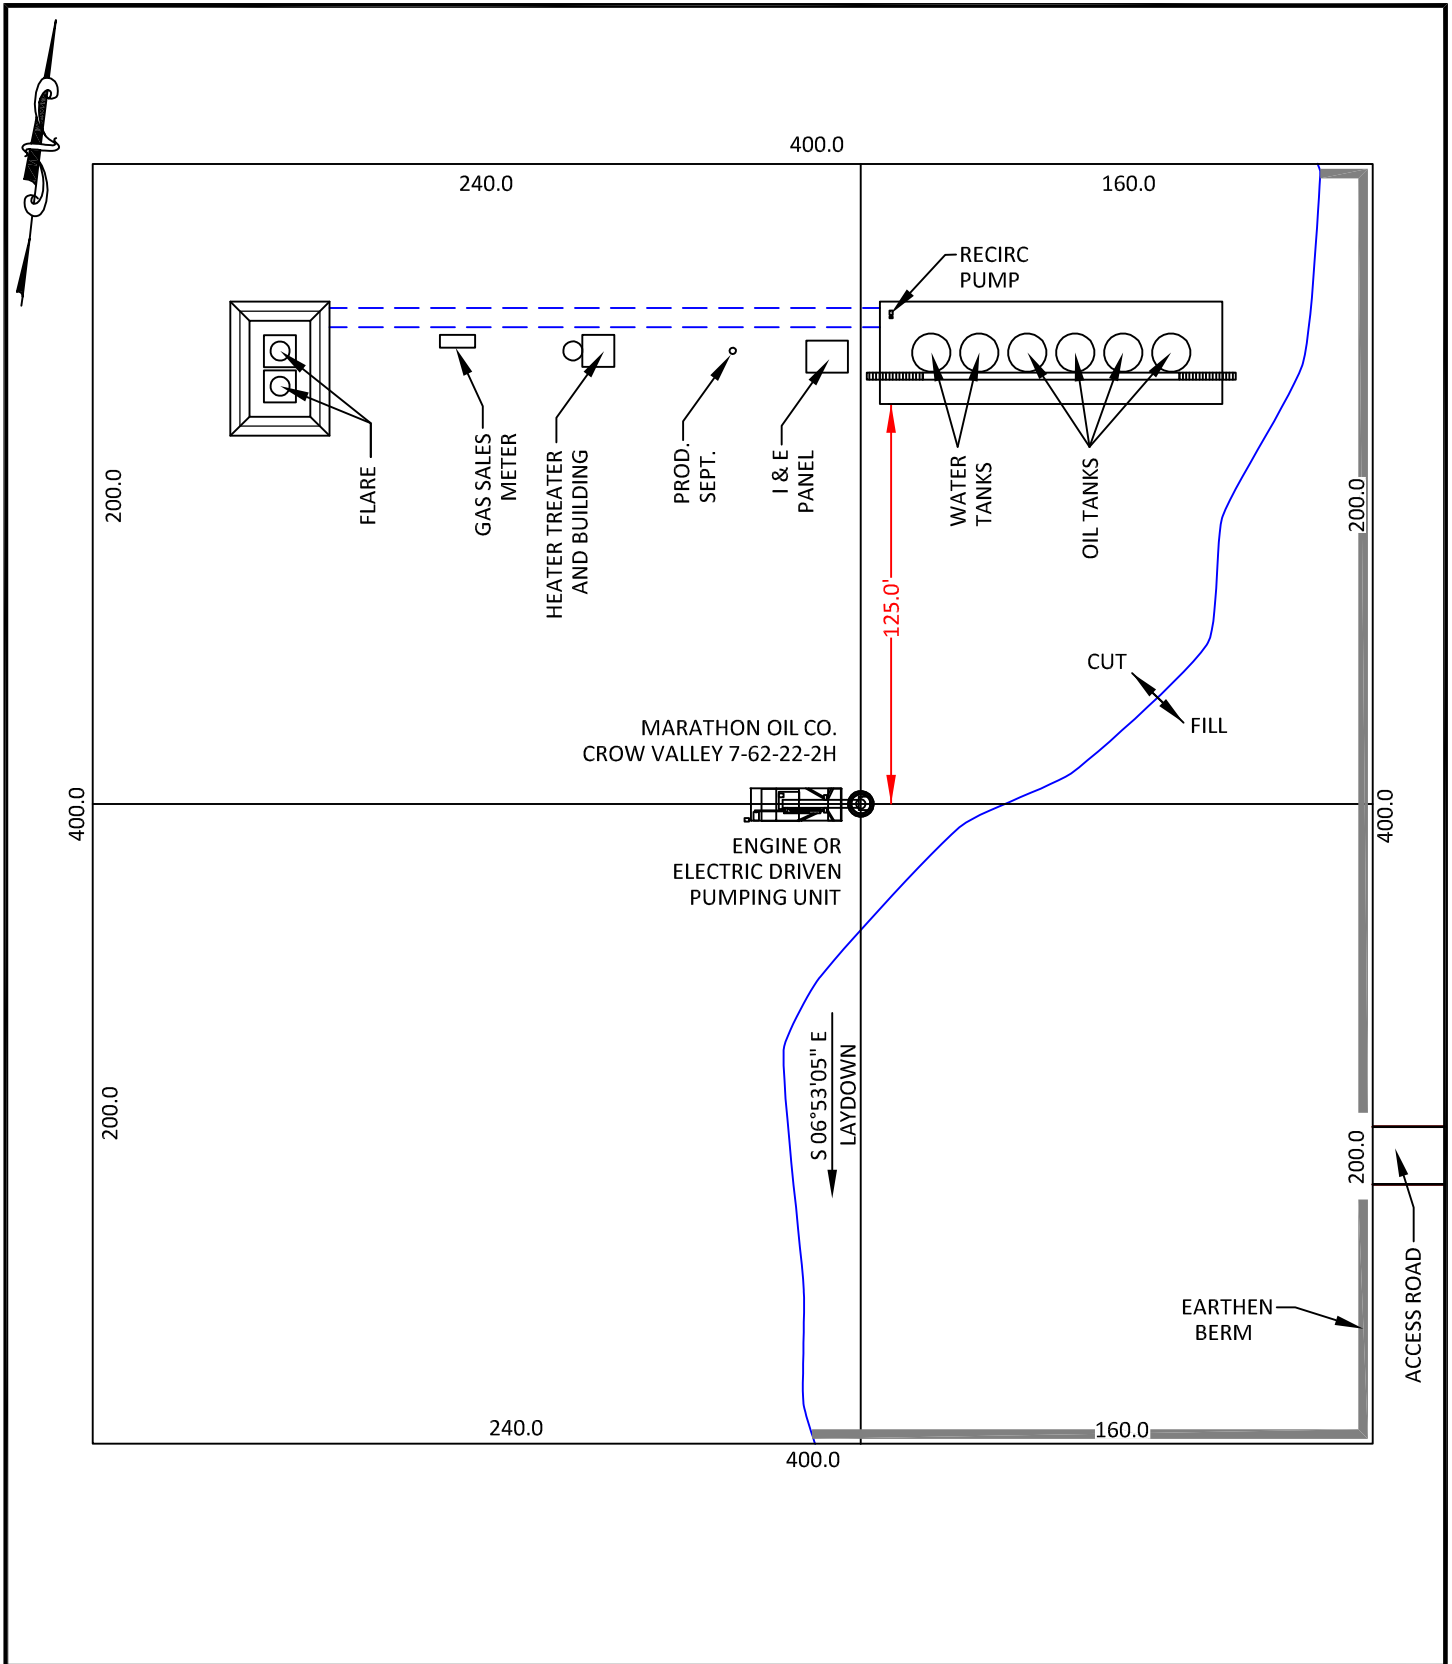 400.0
240.0
160.0
RECIRC
PUMP
FLARE
GAS SALES
METER
HEATER TREATER
AND BUILDING
PROD.
SEPT.
I & E
PANEL
WATER
TANKS
OIL TANKS
200.0
200.0
125.0'
CUT
FILL
MARATHON OIL CO.
CROW VALLEY 7-62-22-2H
400.0
400.0
ENGINE OR
ELECTRIC DRIVEN
PUMPING UNIT
S 06°53'05" E
LAYDOWN
200.0
200.0
EARTHEN
BERM
ACCESS ROAD
240.0
160.0
400.0